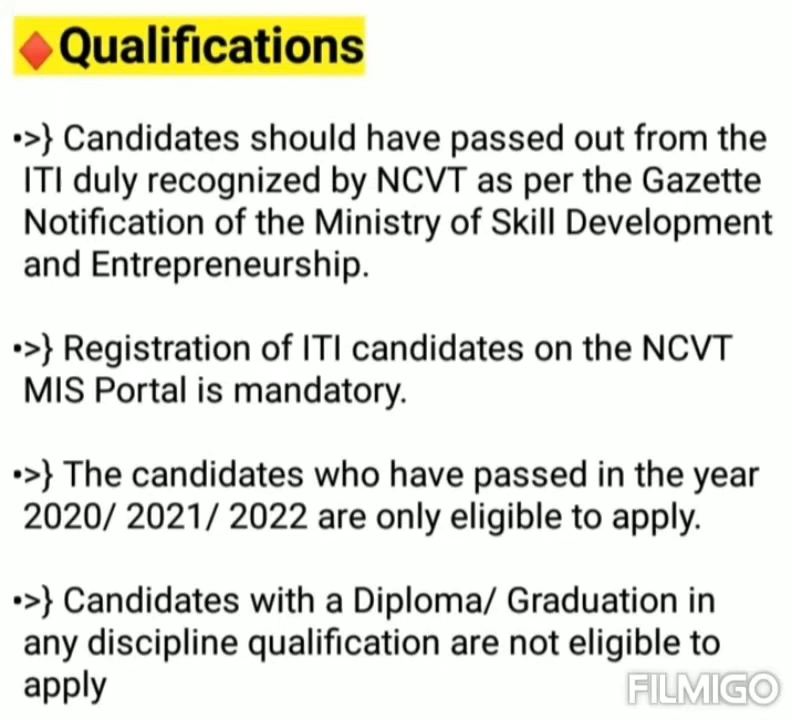 ♦Qualifications
•>} Candidates should have passed out from the
ITI duly recognized by NCVT as per the Gazette
Notification of the Ministry of Skill Development
and Entrepreneurship.
•>} Registration of ITI candidates on the NCVT
MIS Portal is mandatory.
•>} The candidates who have passed in the year
2020/ 2021/ 2022 are only eligible to apply.
•>} Candidates with a Diploma/ Graduation in
any discipline qualification are not eligible to
apply
FILMIGO